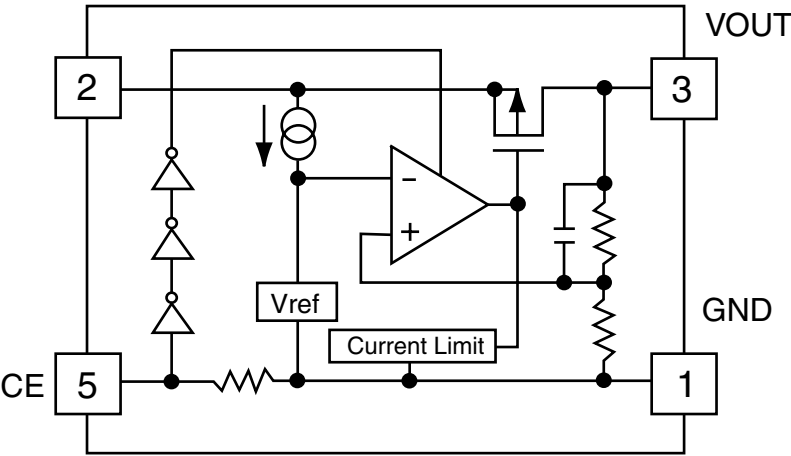 VOUT
2
3
−
+
Vref
GND
Current Limit
CE
5
1